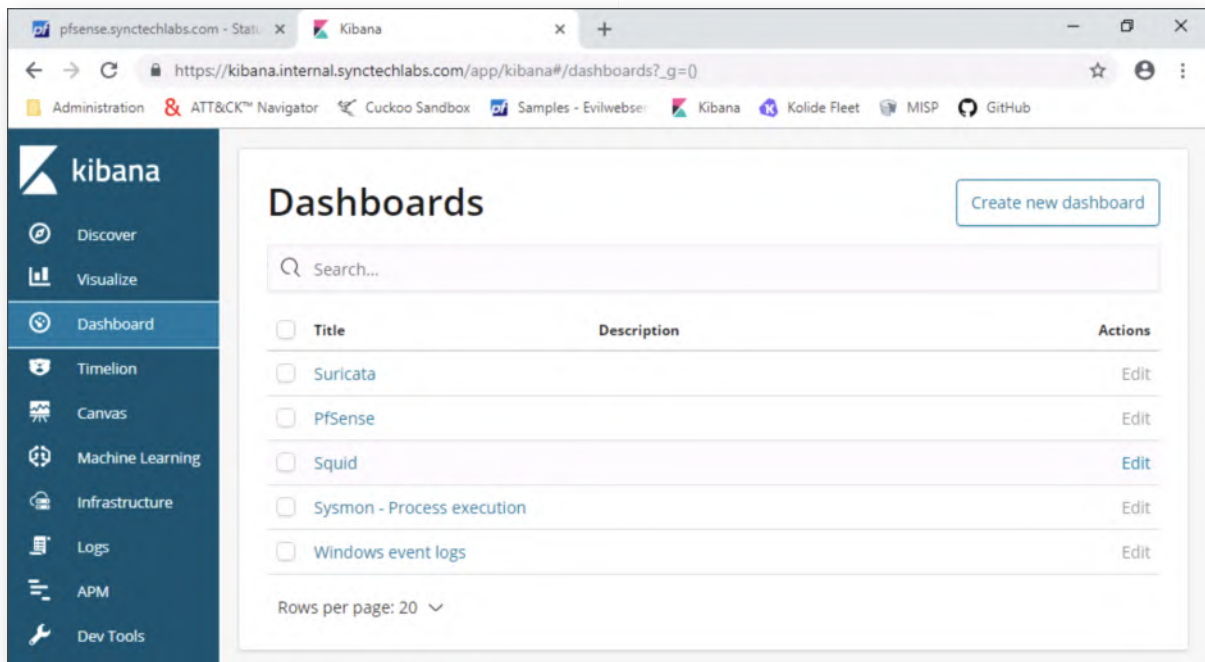 pfsense.synctechlabs.com - Statu
Kibana
https://kibana.internal.synctechlabs.com/app/kibana#/dashboards?_g=()
Administration ATT&CK™ Navigator Cuckoo Sandbox Samples - Evilwebser Kibana Kolide Fleet MISP GitHub
kibana
Discover
Visualize
Dashboard
Timelion
Canvas
Machine Learning
Infrastructure
Logs
APM
Dev Tools
Dashboards
Create new dashboard
Search...
Title Description Actions
Suricata Edit
PfSense Edit
Squid Edit
Sysmon - Process execution Edit
Windows event logs Edit
Rows per page: 20